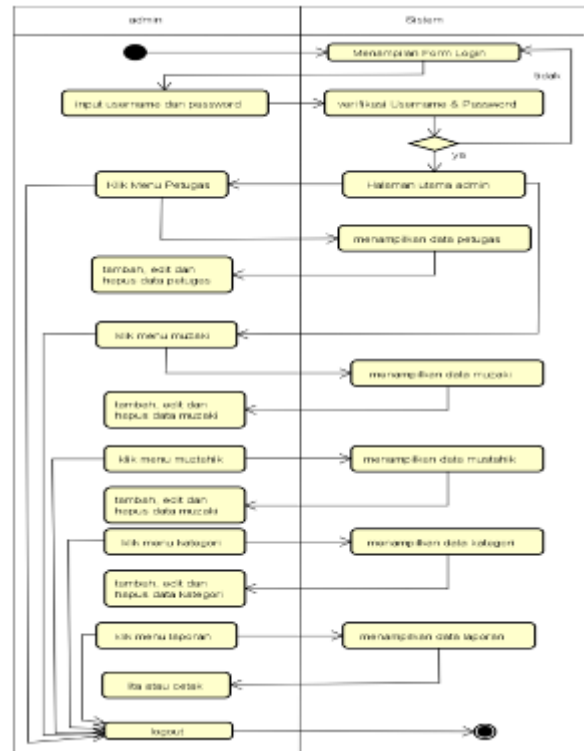 admin
Sistem
Menampilan Form Login
tidak
input username dan password
verifikasi Username & Password
ya
Klik Menu Petugas
Halaman utama admin
menampilkan data petugas
tambah, edit dan
hapus data petugas
klik menu muzaki
menampilkan data muzaki
tambah, edit dan
hapus data muzaki
klik menu mustahik
menampilkan data mustahik
tambah, edit dan
hapus data muzaki
klik menu kategori
menampilkan data kategori
tambah, edit dan
hapus data kategori
klik menu laporan
menampilkan data laporan
lita atau cetak
logout